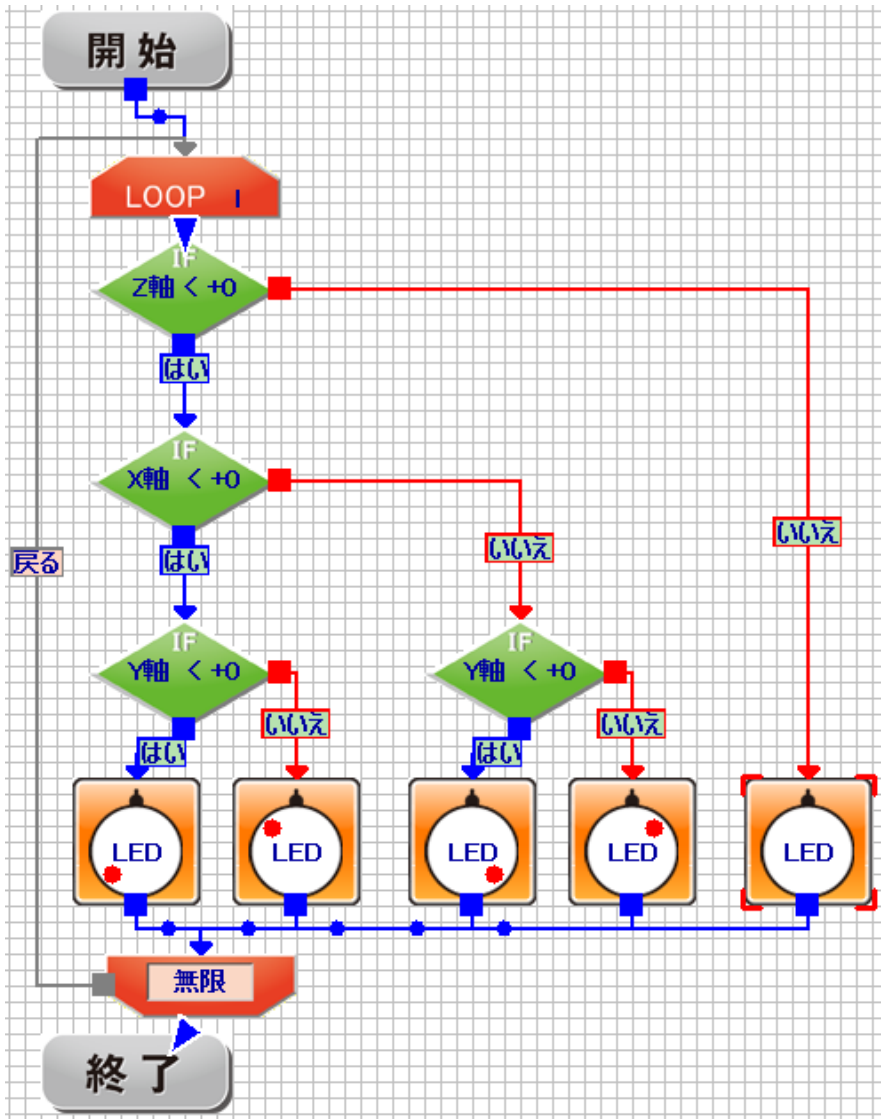 開始
LOOP I
IF
Z軸 < +0
はい
IF
X軸 < +0
はい
いいえ
いいえ
戻る
IF
Y軸 < +0
IF
Y軸 < +0
はい
いいえ
はい
いいえ
LED
LED
LED
LED
LED
無限
終了